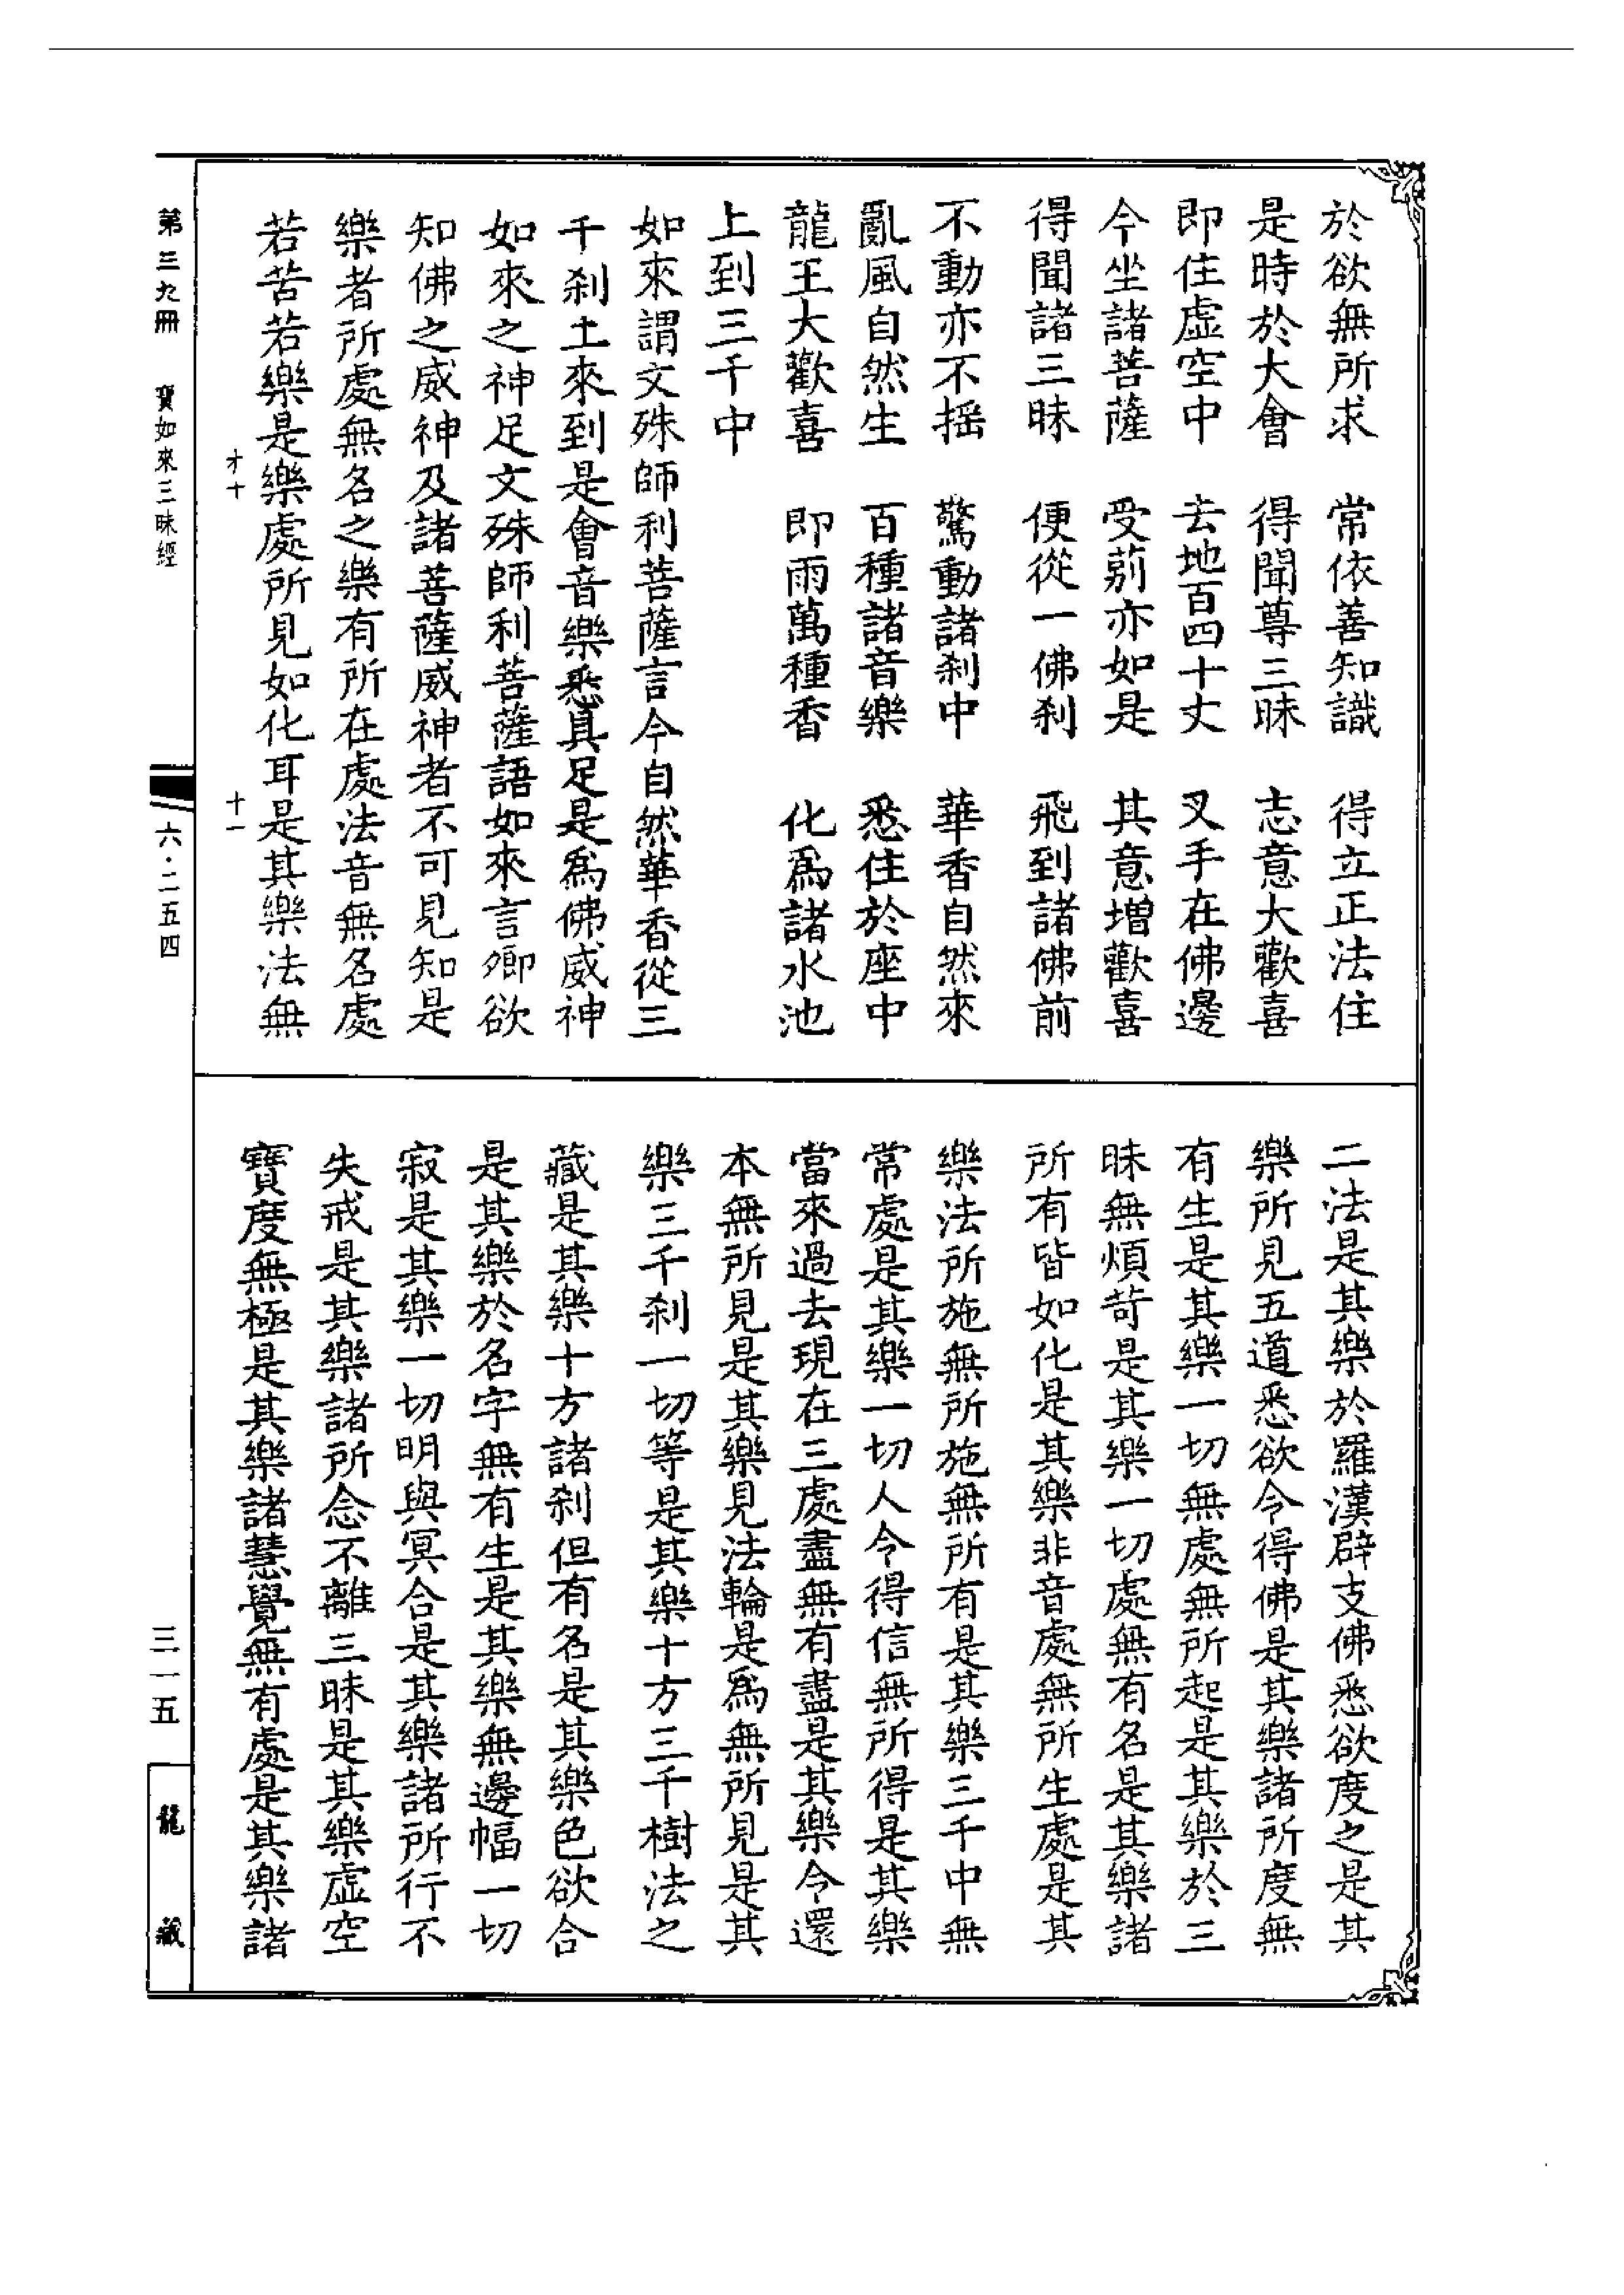 於欲無所求　常依善知識　得立正法住
是時於大會　得聞尊三昧　志意大歡喜
即住虛空中　去地百四十丈　叉手在佛邊
今坐諸菩薩　受莂亦如是　其意增歡喜
得聞諸三昧　便從一佛刹　飛到諸佛前
不動亦不搖　驚動諸刹中　華香自然來
亂風自然生　百種諸音樂　悉住於座中
龍王大歡喜　即雨萬種香　化為諸水池
上到三千中
如來謂文殊師利菩薩言今自然華香從三
千刹土來到是會音樂悉具足是為佛威神
如來之神足文殊師利菩薩語如來言卿欲
知佛之威神及諸菩薩威神者不可見知是
樂者所處無名之樂有所在處法音無名處
若苦若樂是樂處所見如化耳是其樂法無
二法是其樂於羅漢辟支佛悉欲度之是其
樂所見五道悉欲令得佛是其樂諸所度無
有生是其樂一切無處無所起是其樂於三
昧無煩苛是其樂一切處無有名是其樂諸
所有皆如化是其樂非音處無所生處是其
樂法所施無所施無所有是其樂三千中無
常處是其樂一切人令得信無所得是其樂
當來過去現在三處盡無有盡是其樂令還
本無所見是其樂見法輪是為無所見是其
樂三千刹一切等是其樂十方三千樹法之
藏是其樂十方諸刹但有名是其樂色欲合
是其樂於名字無有生是其樂無邊幅一切
寂是其樂一切明與冥合是其樂諸所行不
失戒是其樂諸所念不離三昧是其樂虛空
寶度無極是其樂諸慧覺無有處是其樂諸
才十　十一
第三九冊　寶如來三昧經
六·二五四
三一五
龍藏